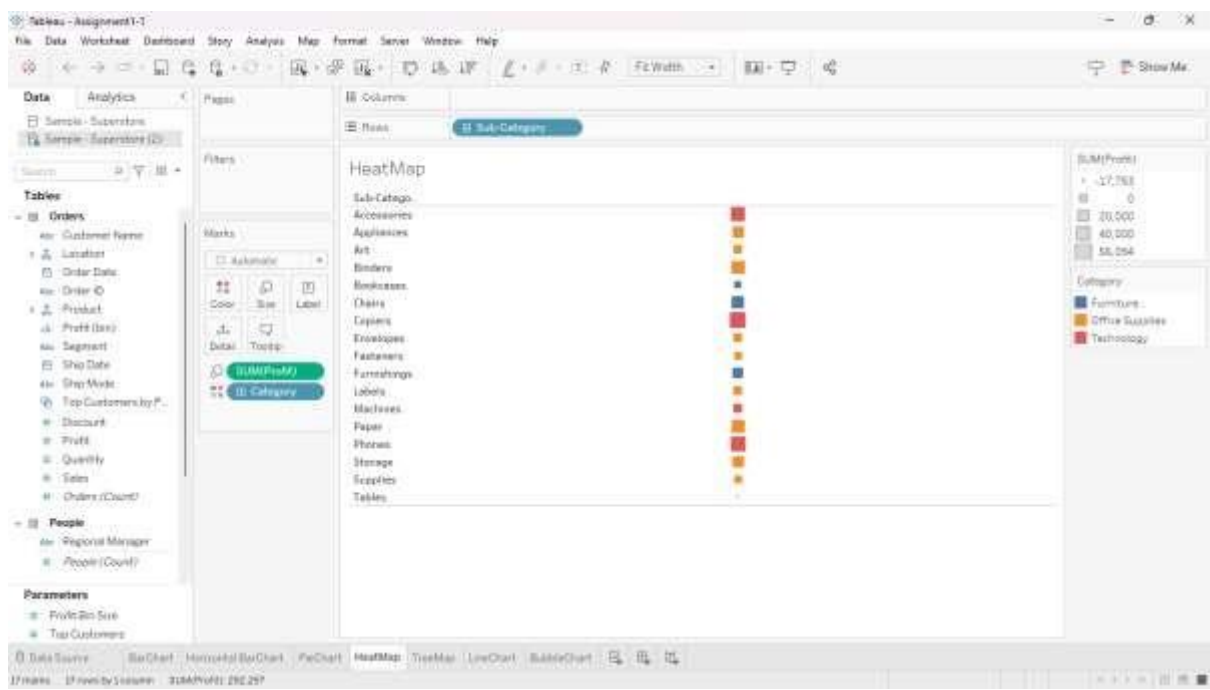 Tableau - Assignment1-1
File Data Worksheet Dashboard Story Analysis Map Format Server Window Help
Fit Width
Show Me
Data Analytics
Pages
Columns
Sample - Superstore
Sample - Superstore (2)
Rows
Sub-Category
Search
Filters
HeatMap
Sub-Catego..
Tables
Orders
Customer Name
Location
Order Date
Order ID
Product
Profit (bin)
Segment
Ship Date
Ship Mode
Top Customers by P..
Discount
Profit
Quantity
Sales
Orders (Count)
People
Regional Manager
People (Count)
Parameters
Profit Bin Size
Top Customers
Marks
Automatic
Color Size Label
Detail Tooltip
SUM(Profit)
Category
Accessories
Appliances
Art
Binders
Bookcases
Chairs
Copiers
Envelopes
Fasteners
Furnishings
Labels
Machines
Paper
Phones
Storage
Supplies
Tables
SUM(Profit)
-17,753
0
20,000
40,000
Category
Furniture
Office Supplies
Technology
Data Source BarChart Horizontal BarChart PieChart HeatMap TreeMap LineChart BubbleChart
17 marks 17 rows by 1 column SUM(Profit): 292,297